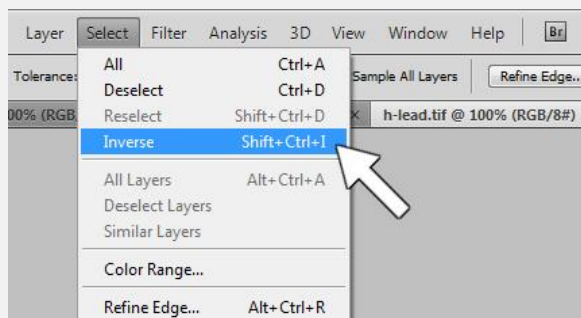 Layer Select Filter Analysis 3D View Window Help Br
Tolerance: Sample All Layers Refine Edge..
00% (RGB × h-lead.tif @ 100% (RGB/8#)
All Ctrl+A
Deselect Ctrl+D
Reselect Shift+Ctrl+D
Inverse Shift+Ctrl+I
All Layers Alt+Ctrl+A
Deselect Layers
Similar Layers
Color Range...
Refine Edge... Alt+Ctrl+R